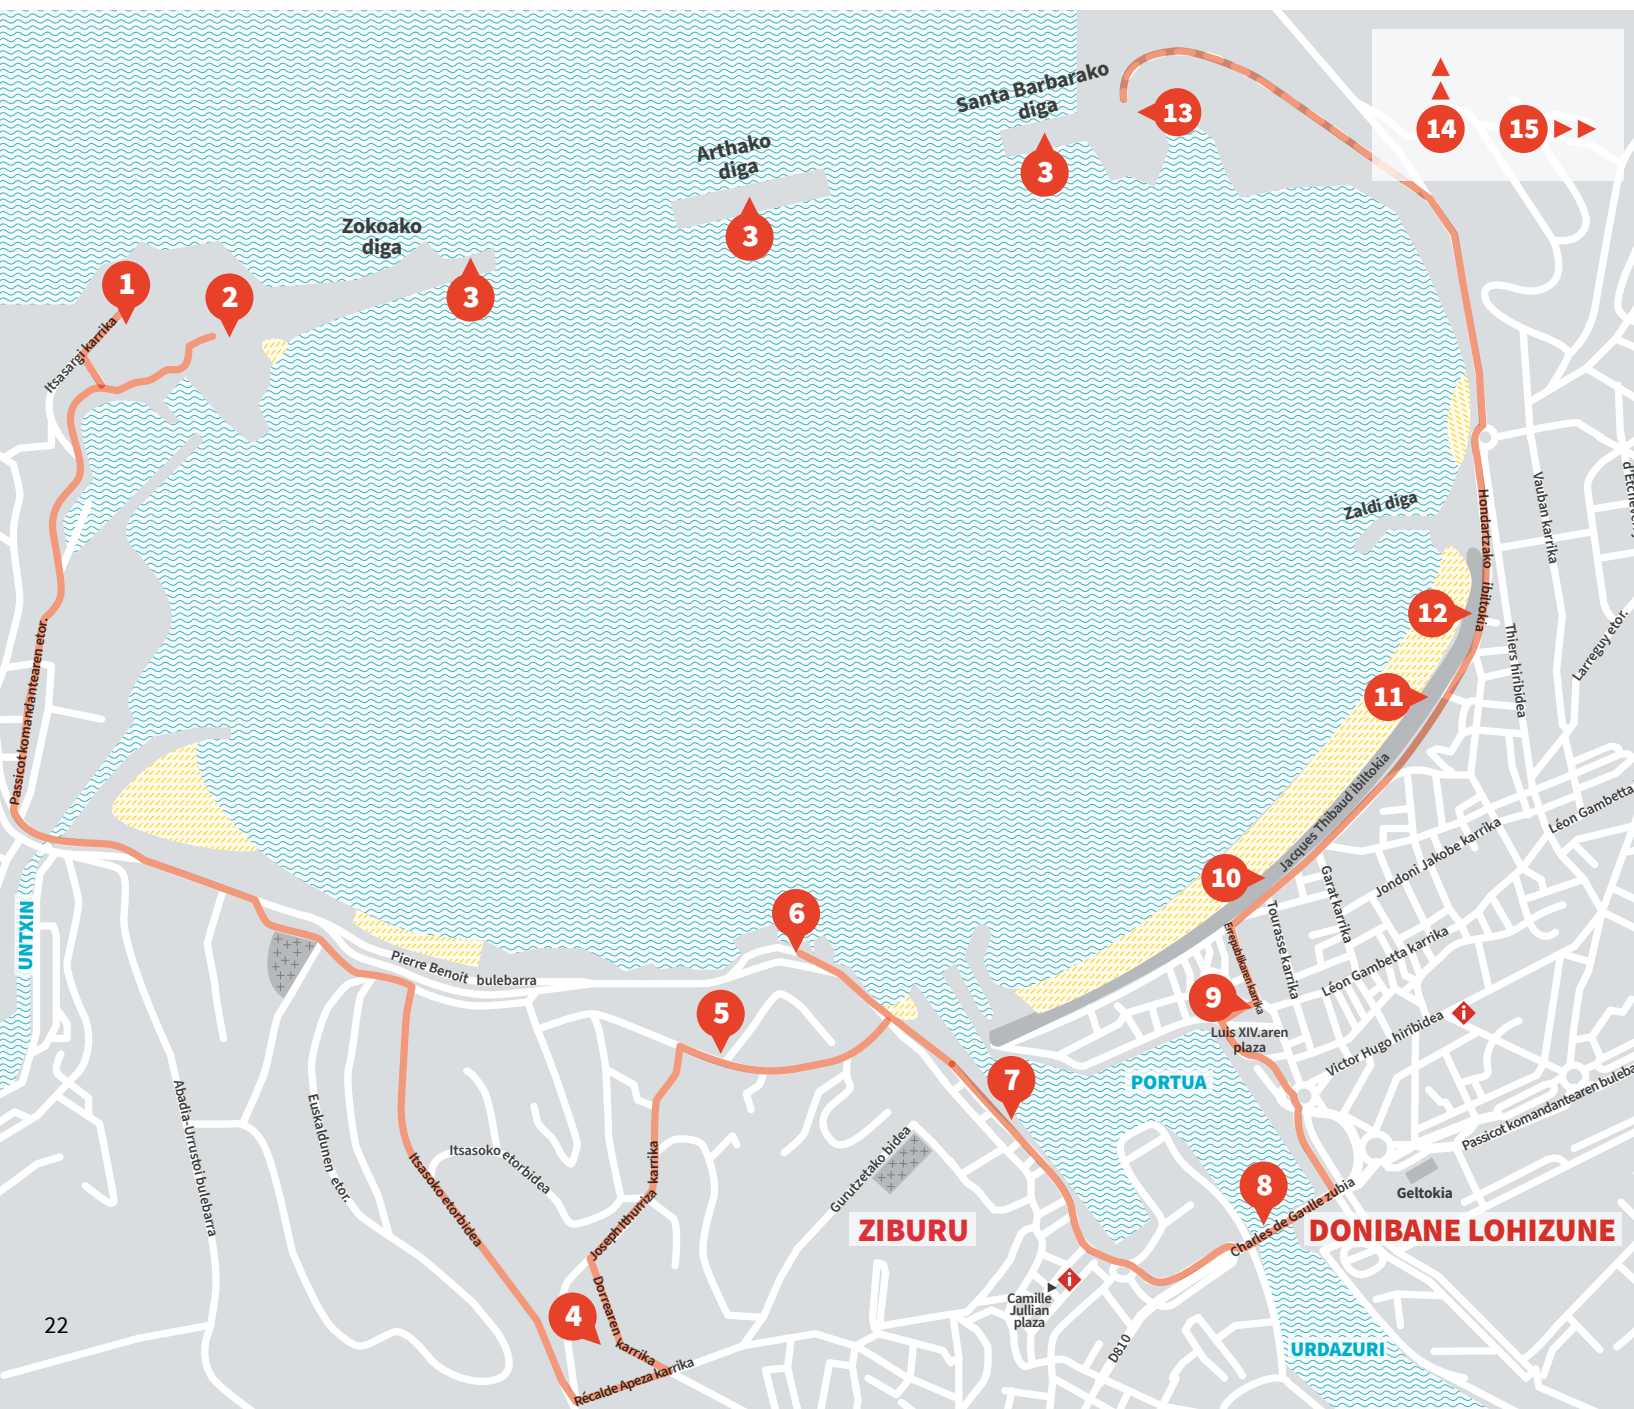 Santa Barbarako
diga
13
14
15
3
Arthako
diga
3
Zokoako
diga
3
1
2
Itsasargi karrika
Zaldi diga
Hondartzako ibiltokia
Vauban karrika
12
Thiers hiribidea
Larreguy etor.
11
Passicot komandantearen etor.
Jacques Thibaud ibiltokia
Léon Gambetta
Jondoni Jakobe karrika
10
Garat karrika
Tourasse karrika
Errepublikaren karrika
Léon Gambetta karrika
6
UNTXIN
Pierre Benoit bulebarra
5
9
Luis XIV.aren
plaza
Victor Hugo hiribidea
i
7
PORTUA
Passicot komandantearen buleba
Abadia-Urrustoi bulebarra
Euskaldunen etor.
Itsasoko etorbidea
Itsasoko etorbidea
Joseph Ithurriza karrika
Gurutzetako bidea
8
Geltokia
Charles de Gaulle zubia
ZIBURU
DONIBANE LOHIZUNE
i
Camille
Jullian
plaza
4
Dorrearen karrika
Récalde Apeza karrika
D810
URDAZURI
22